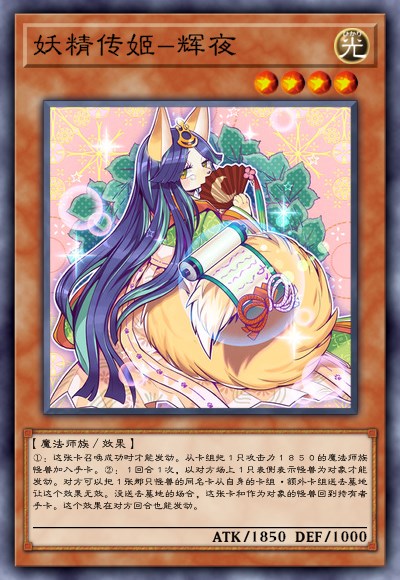 妖精传姬-辉夜
ひかり
光
【魔法师族/效果】
①：这张卡召唤成功时才能发动。从卡组把1只攻击力1850的魔法师族
怪兽加入手卡。②：1回合1次，以对方场上1只表侧表示怪兽为对象才能
发动。对方可以把1张那只怪兽的同名卡从自身的卡组·额外卡组送去墓地
让这个效果无效。没送去墓地的场合，这张卡和作为对象的怪兽回到持有者
手卡。这个效果在对方回合也能发动。
ATK/1850 DEF/1000